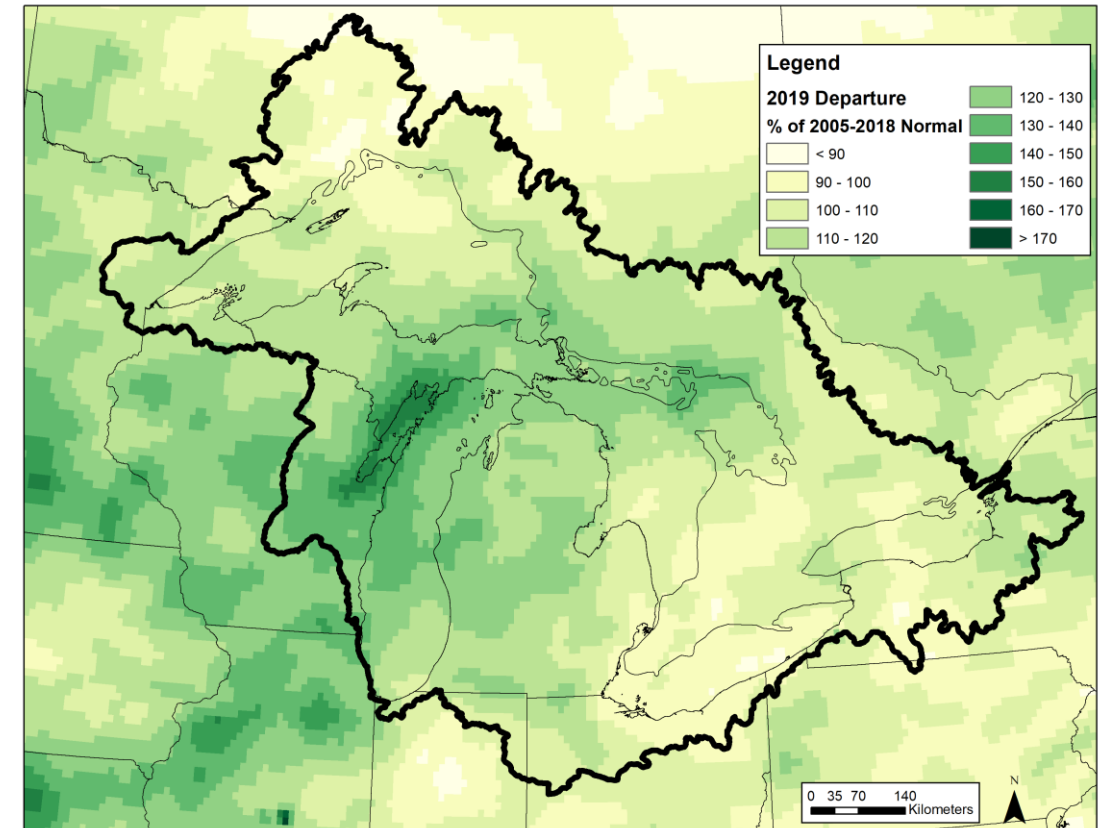 Legend
2019 Departure
% of 2005-2018 Normal
< 90
90 - 100
100 - 110
110 - 120
120 - 130
130 - 140
140 - 150
150 - 160
160 - 170
> 170
0 35 70 140
Kilometers
N